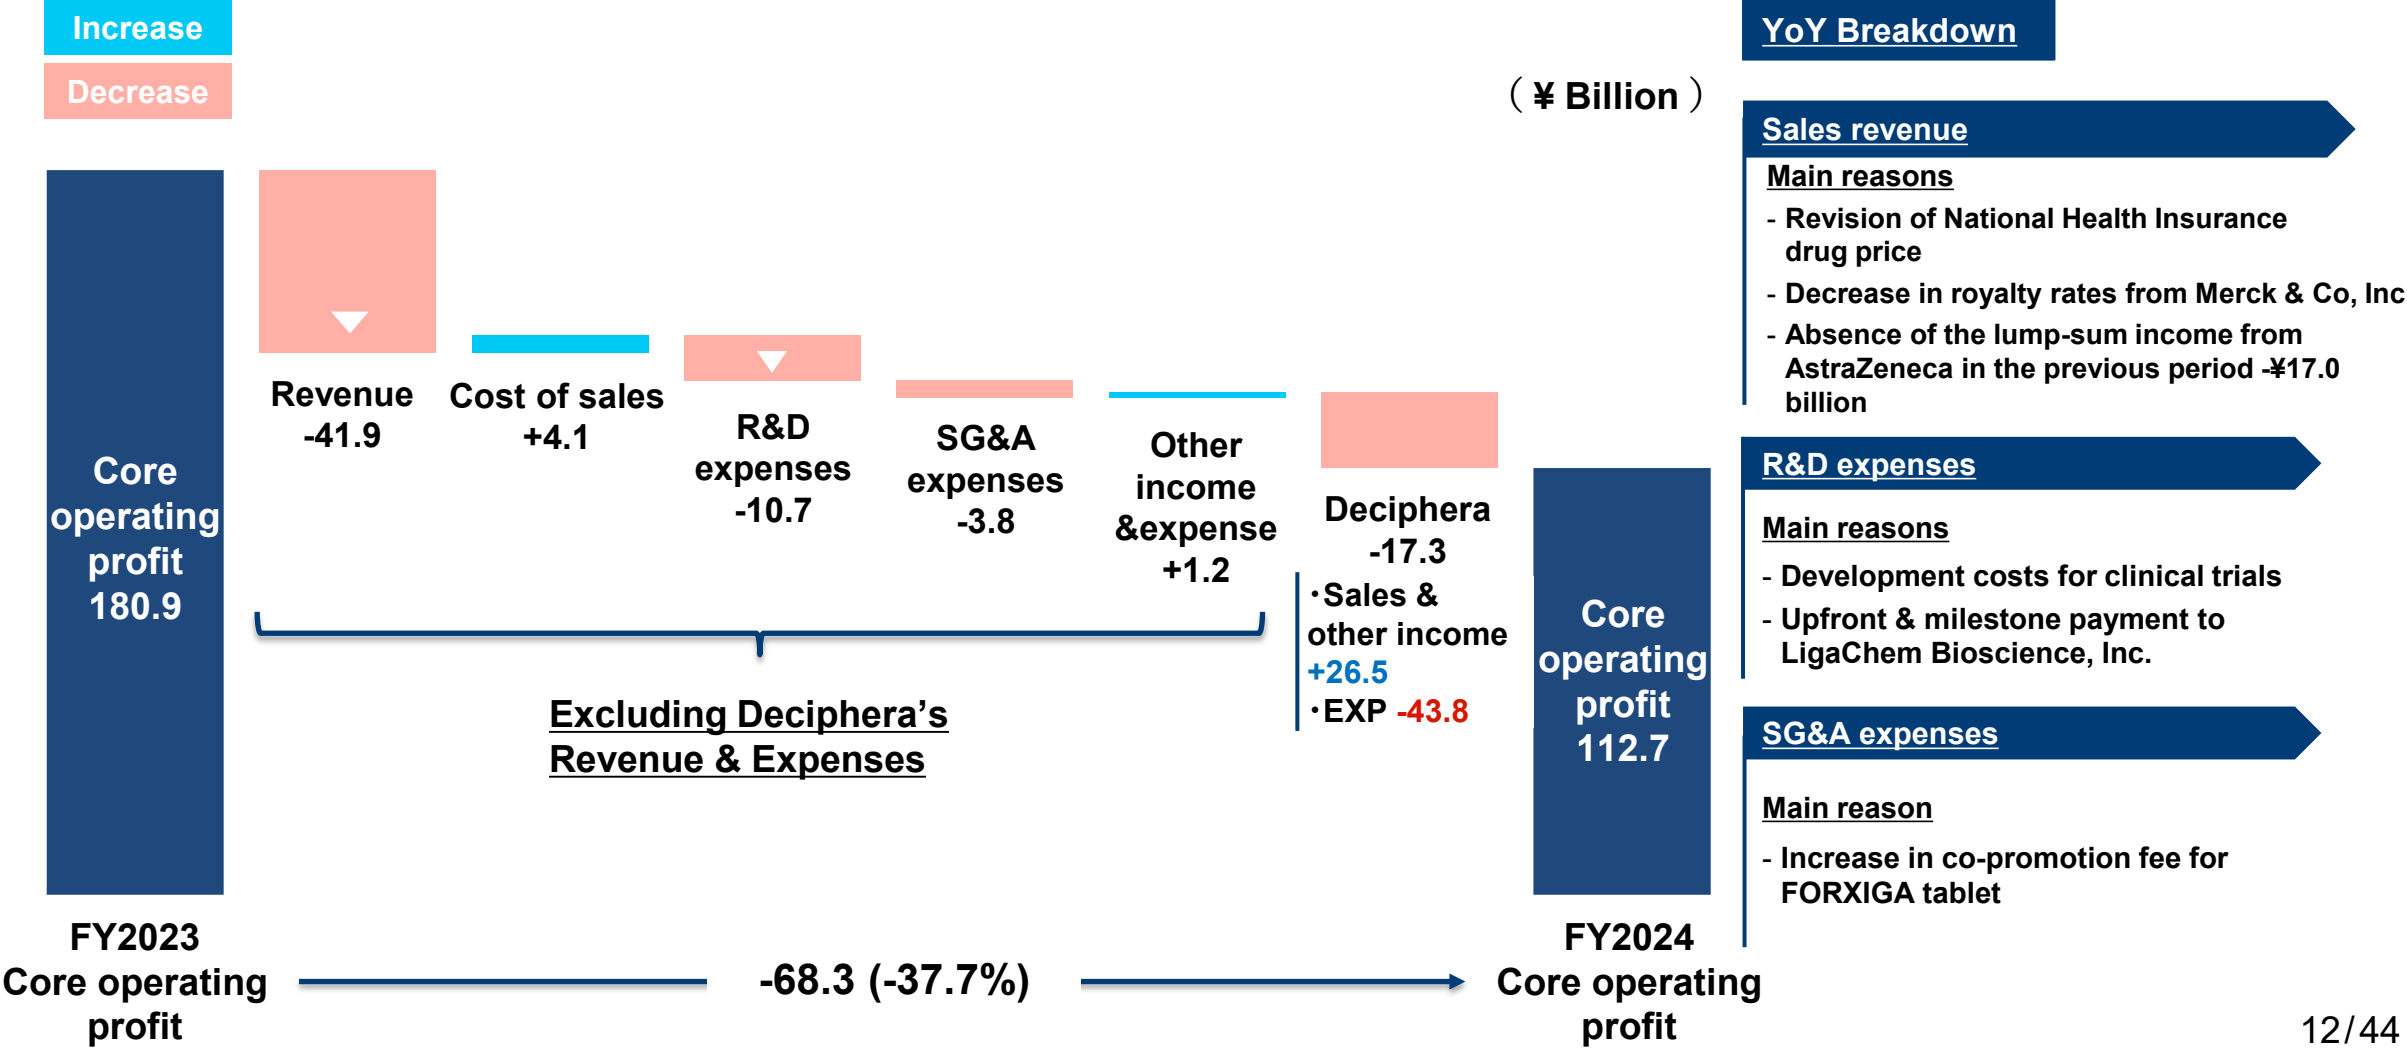 Increase
Decrease
（ ¥ Billion ）
Core
operating
profit
180.9
Revenue
-41.9
Cost of sales
+4.1
R&D
expenses
-10.7
SG&A
expenses
-3.8
Other
income
&expense
+1.2
Deciphera
-17.3
・Sales &
other income
+26.5
・EXP -43.8
Core
operating
profit
112.7
Excluding Deciphera’s
Revenue & Expenses
FY2023
Core operating
profit
-68.3 (-37.7%)
FY2024
Core operating
profit
YoY Breakdown
Sales revenue
Main reasons
- Revision of National Health Insurance
drug price
- Decrease in royalty rates from Merck & Co, Inc
- Absence of the lump-sum income from
AstraZeneca in the previous period -¥17.0
billion
R&D expenses
Main reasons
- Development costs for clinical trials
- Upfront & milestone payment to
LigaChem Bioscience, Inc.
SG&A expenses
Main reason
- Increase in co-promotion fee for
FORXIGA tablet
12/44